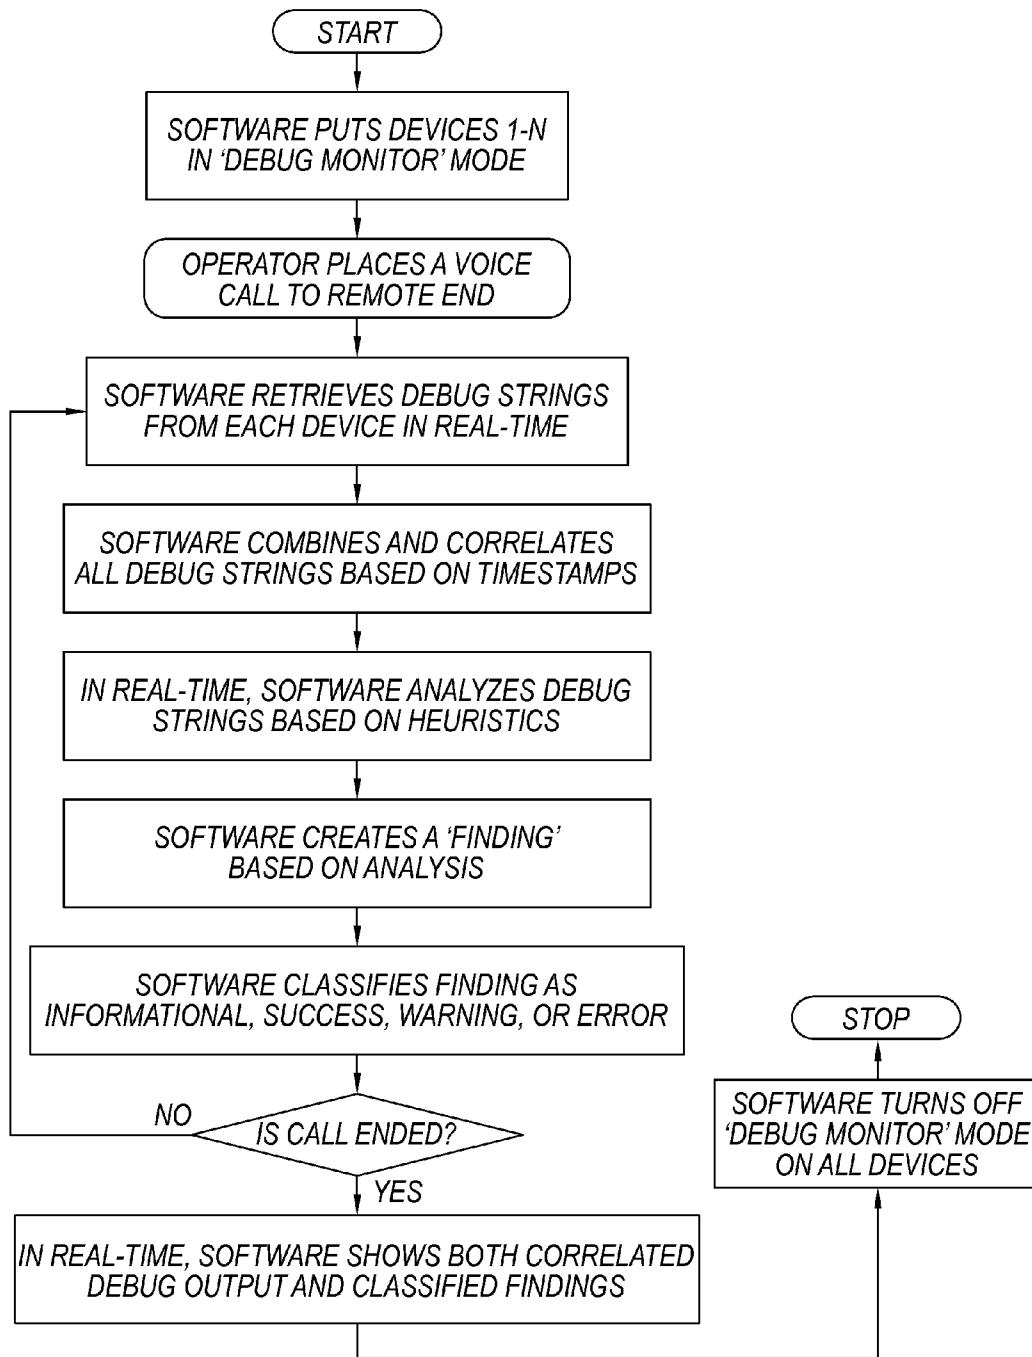 START
SOFTWARE PUTS DEVICES 1-N
IN ‘DEBUG MONITOR’ MODE
OPERATOR PLACES A VOICE
CALL TO REMOTE END
SOFTWARE RETRIEVES DEBUG STRINGS
FROM EACH DEVICE IN REAL-TIME
SOFTWARE COMBINES AND CORRELATES
ALL DEBUG STRINGS BASED ON TIMESTAMPS
IN REAL-TIME, SOFTWARE ANALYZES DEBUG
STRINGS BASED ON HEURISTICS
SOFTWARE CREATES A ‘FINDING’
BASED ON ANALYSIS
SOFTWARE CLASSIFIES FINDING AS
INFORMATIONAL, SUCCESS, WARNING, OR ERROR
NO
IS CALL ENDED?
YES
IN REAL-TIME, SOFTWARE SHOWS BOTH CORRELATED
DEBUG OUTPUT AND CLASSIFIED FINDINGS
SOFTWARE TURNS OFF
‘DEBUG MONITOR’ MODE
ON ALL DEVICES
STOP